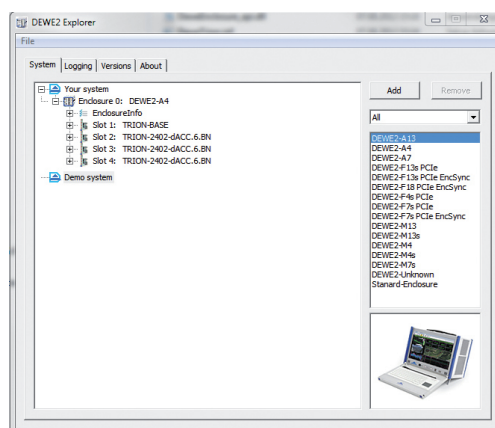 DEWE2 Explorer
File
System Logging Versions About
Your system
Enclosure 0: DEWE2-A4
EnclosureInfo
Slot 1: TRION-BASE
Slot 2: TRION-2402-dACC.6.BN
Slot 3: TRION-2402-dACC.6.BN
Slot 4: TRION-2402-dACC.6.BN
Demo system
Add Remove
All
DEWE2-A13
DEWE2-A4
DEWE2-A7
DEWE2-F13s PCIe
DEWE2-F13s PCIe EncSync
DEWE2-F18 PCIe EncSync
DEWE2-F4s PCIe
DEWE2-F7s PCIe
DEWE2-F7s PCIe EncSync
DEWE2-M13
DEWE2-M13s
DEWE2-M4
DEWE2-M4s
DEWE2-M7s
DEWE2-Unknown
Stanard-Enclosure